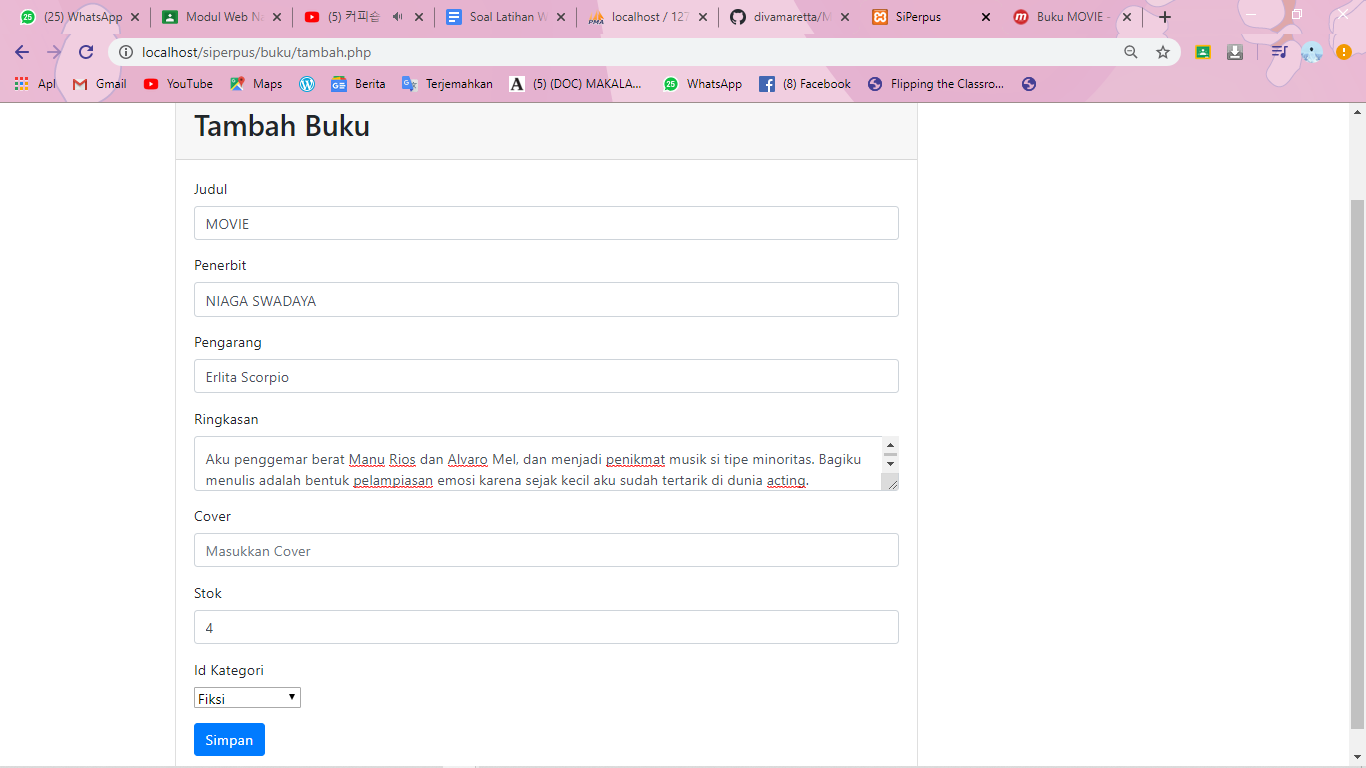 (25) WhatsApp
Modul Web Na
(5) 커피숍
Soal Latihan W
PMA
localhost / 127
divamaretta/M
SiPerpus
Buku MOVIE -
localhost/siperpus/buku/tambah.php
Apl
Gmail
YouTube
Maps
Berita
Terjemahkan
(5) (DOC) MAKALA...
WhatsApp
(8) Facebook
Flipping the Classro...
Tambah Buku
Judul
MOVIE
Penerbit
NIAGA SWADAYA
Pengarang
Erlita Scorpio
Ringkasan
Aku penggemar berat Manu Rios dan Alvaro Mel, dan menjadi penikmat musik si tipe minoritas. Bagiku
menulis adalah bentuk pelampiasan emosi karena sejak kecil aku sudah tertarik di dunia acting.
Cover
Masukkan Cover
Stok
4
Id Kategori
Fiksi
Simpan